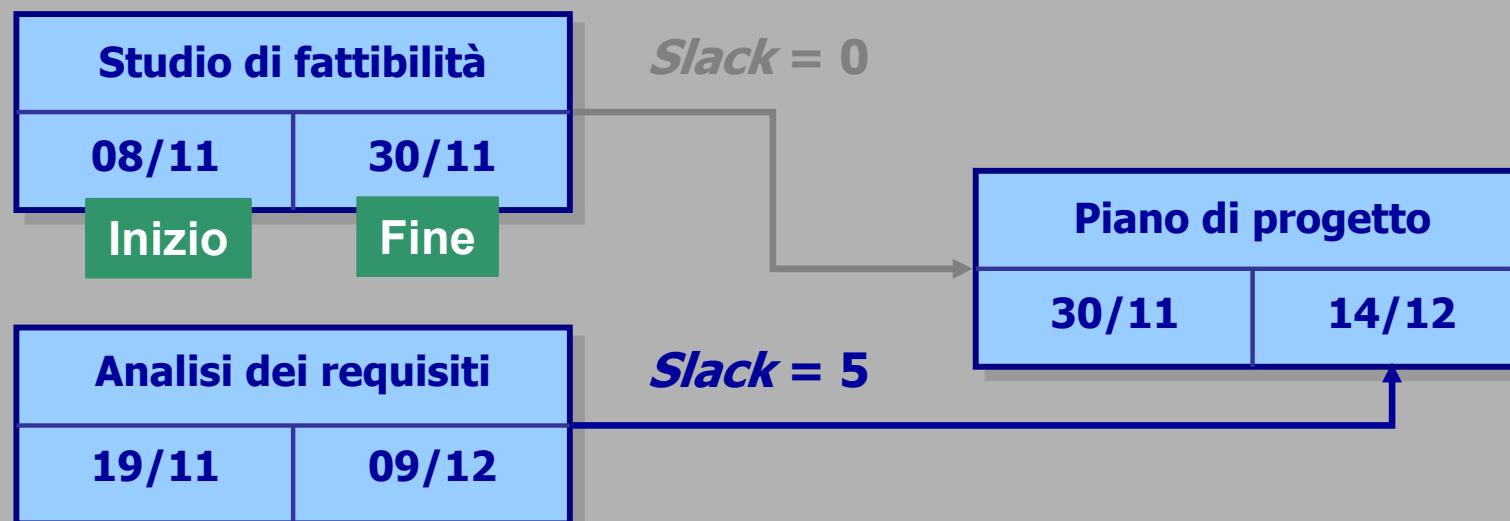 Studio di fattibilità
Slack = 0
08/11 30/11
Inizio Fine
Piano di progetto
30/11 14/12
Analisi dei requisiti
Slack = 5
19/11 09/12